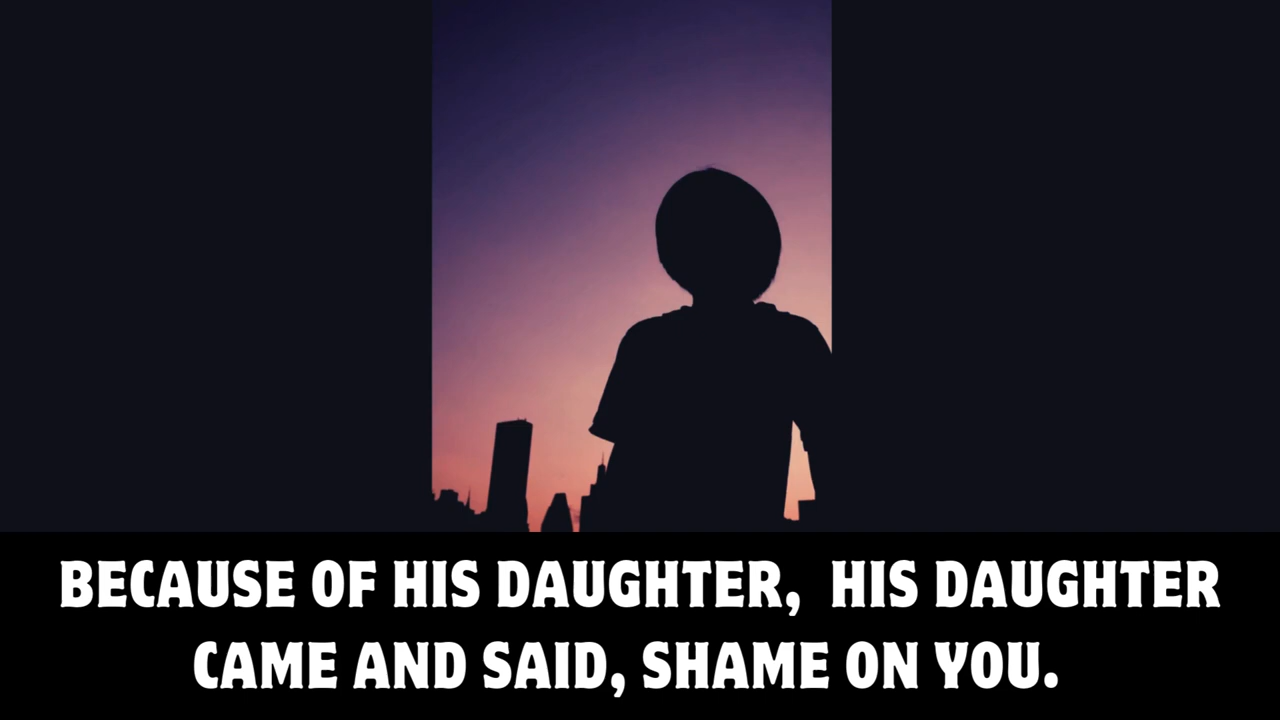 BECAUSE OF HIS DAUGHTER, HIS DAUGHTER
CAME AND SAID, SHAME ON YOU.